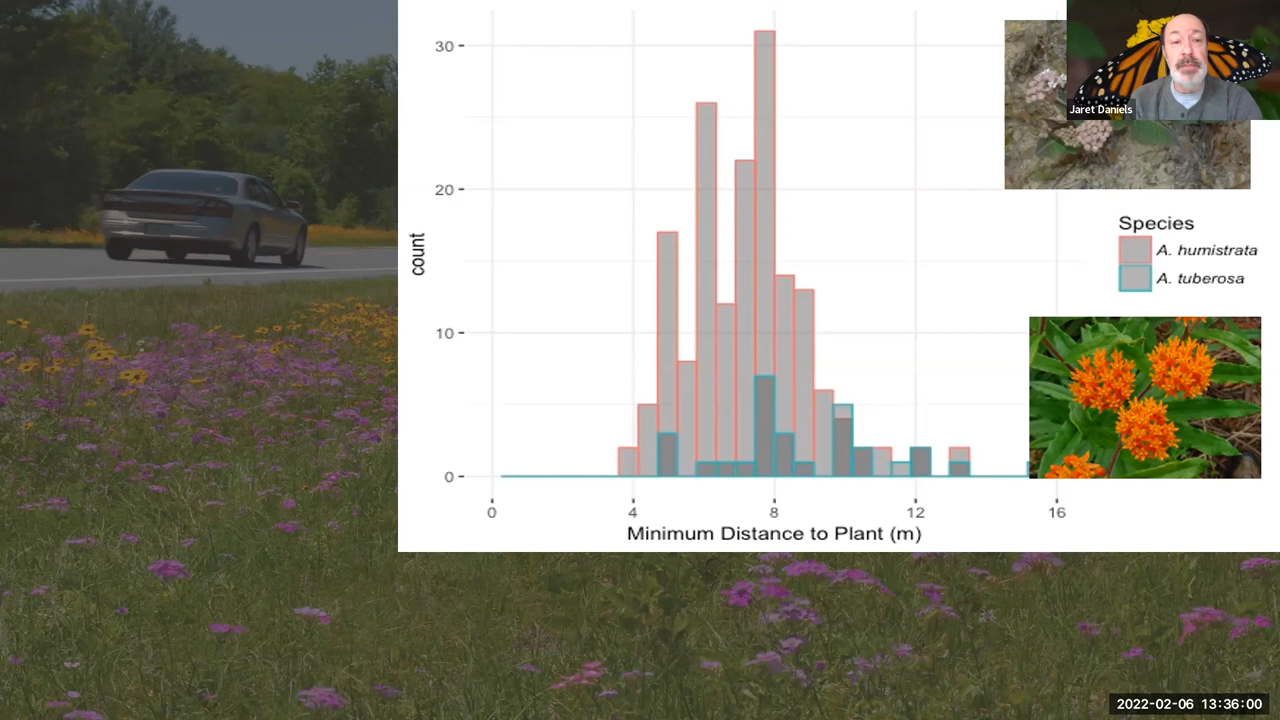 Jaret Daniels
30
20
10
0
count
0 4 8 12 16
Minimum Distance to Plant (m)
Species
A. humistrata
A. tuberosa
2022-02-06 13:36:00